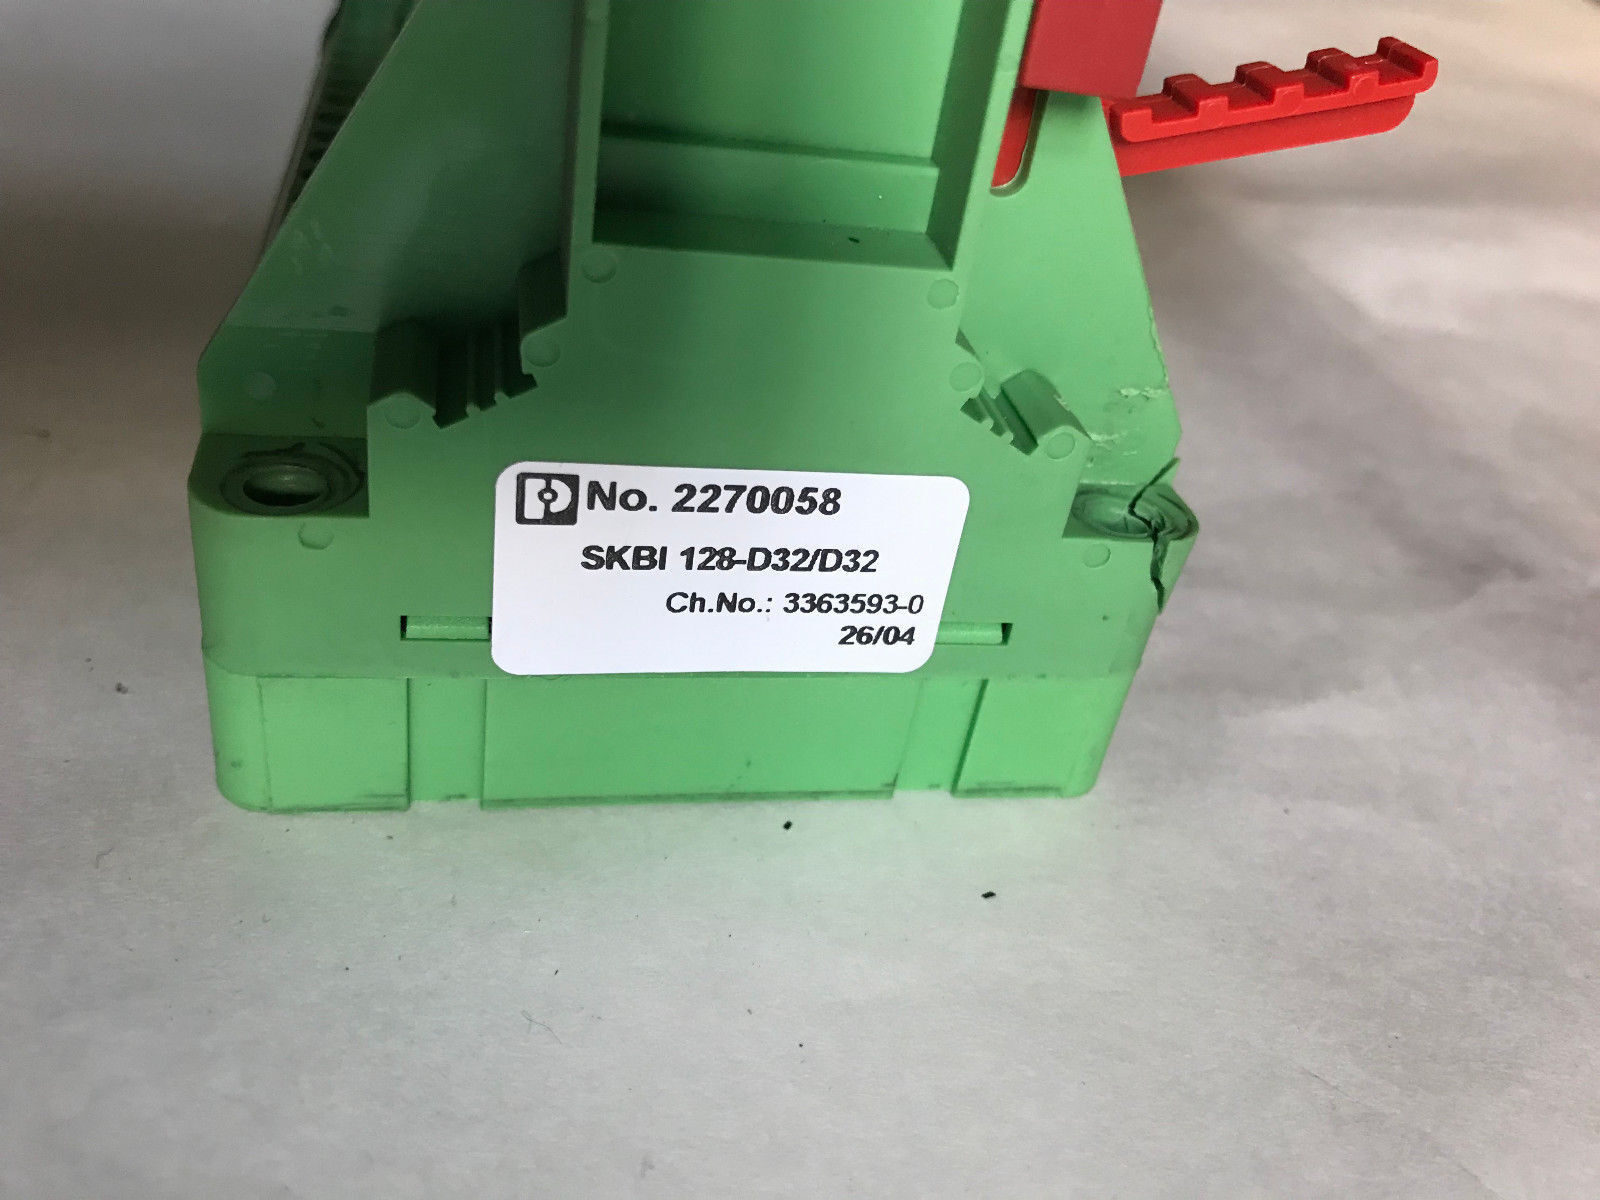 No. 2270058
SKBI 128-D32/D32
Ch.No.: 3363593-0
26/04